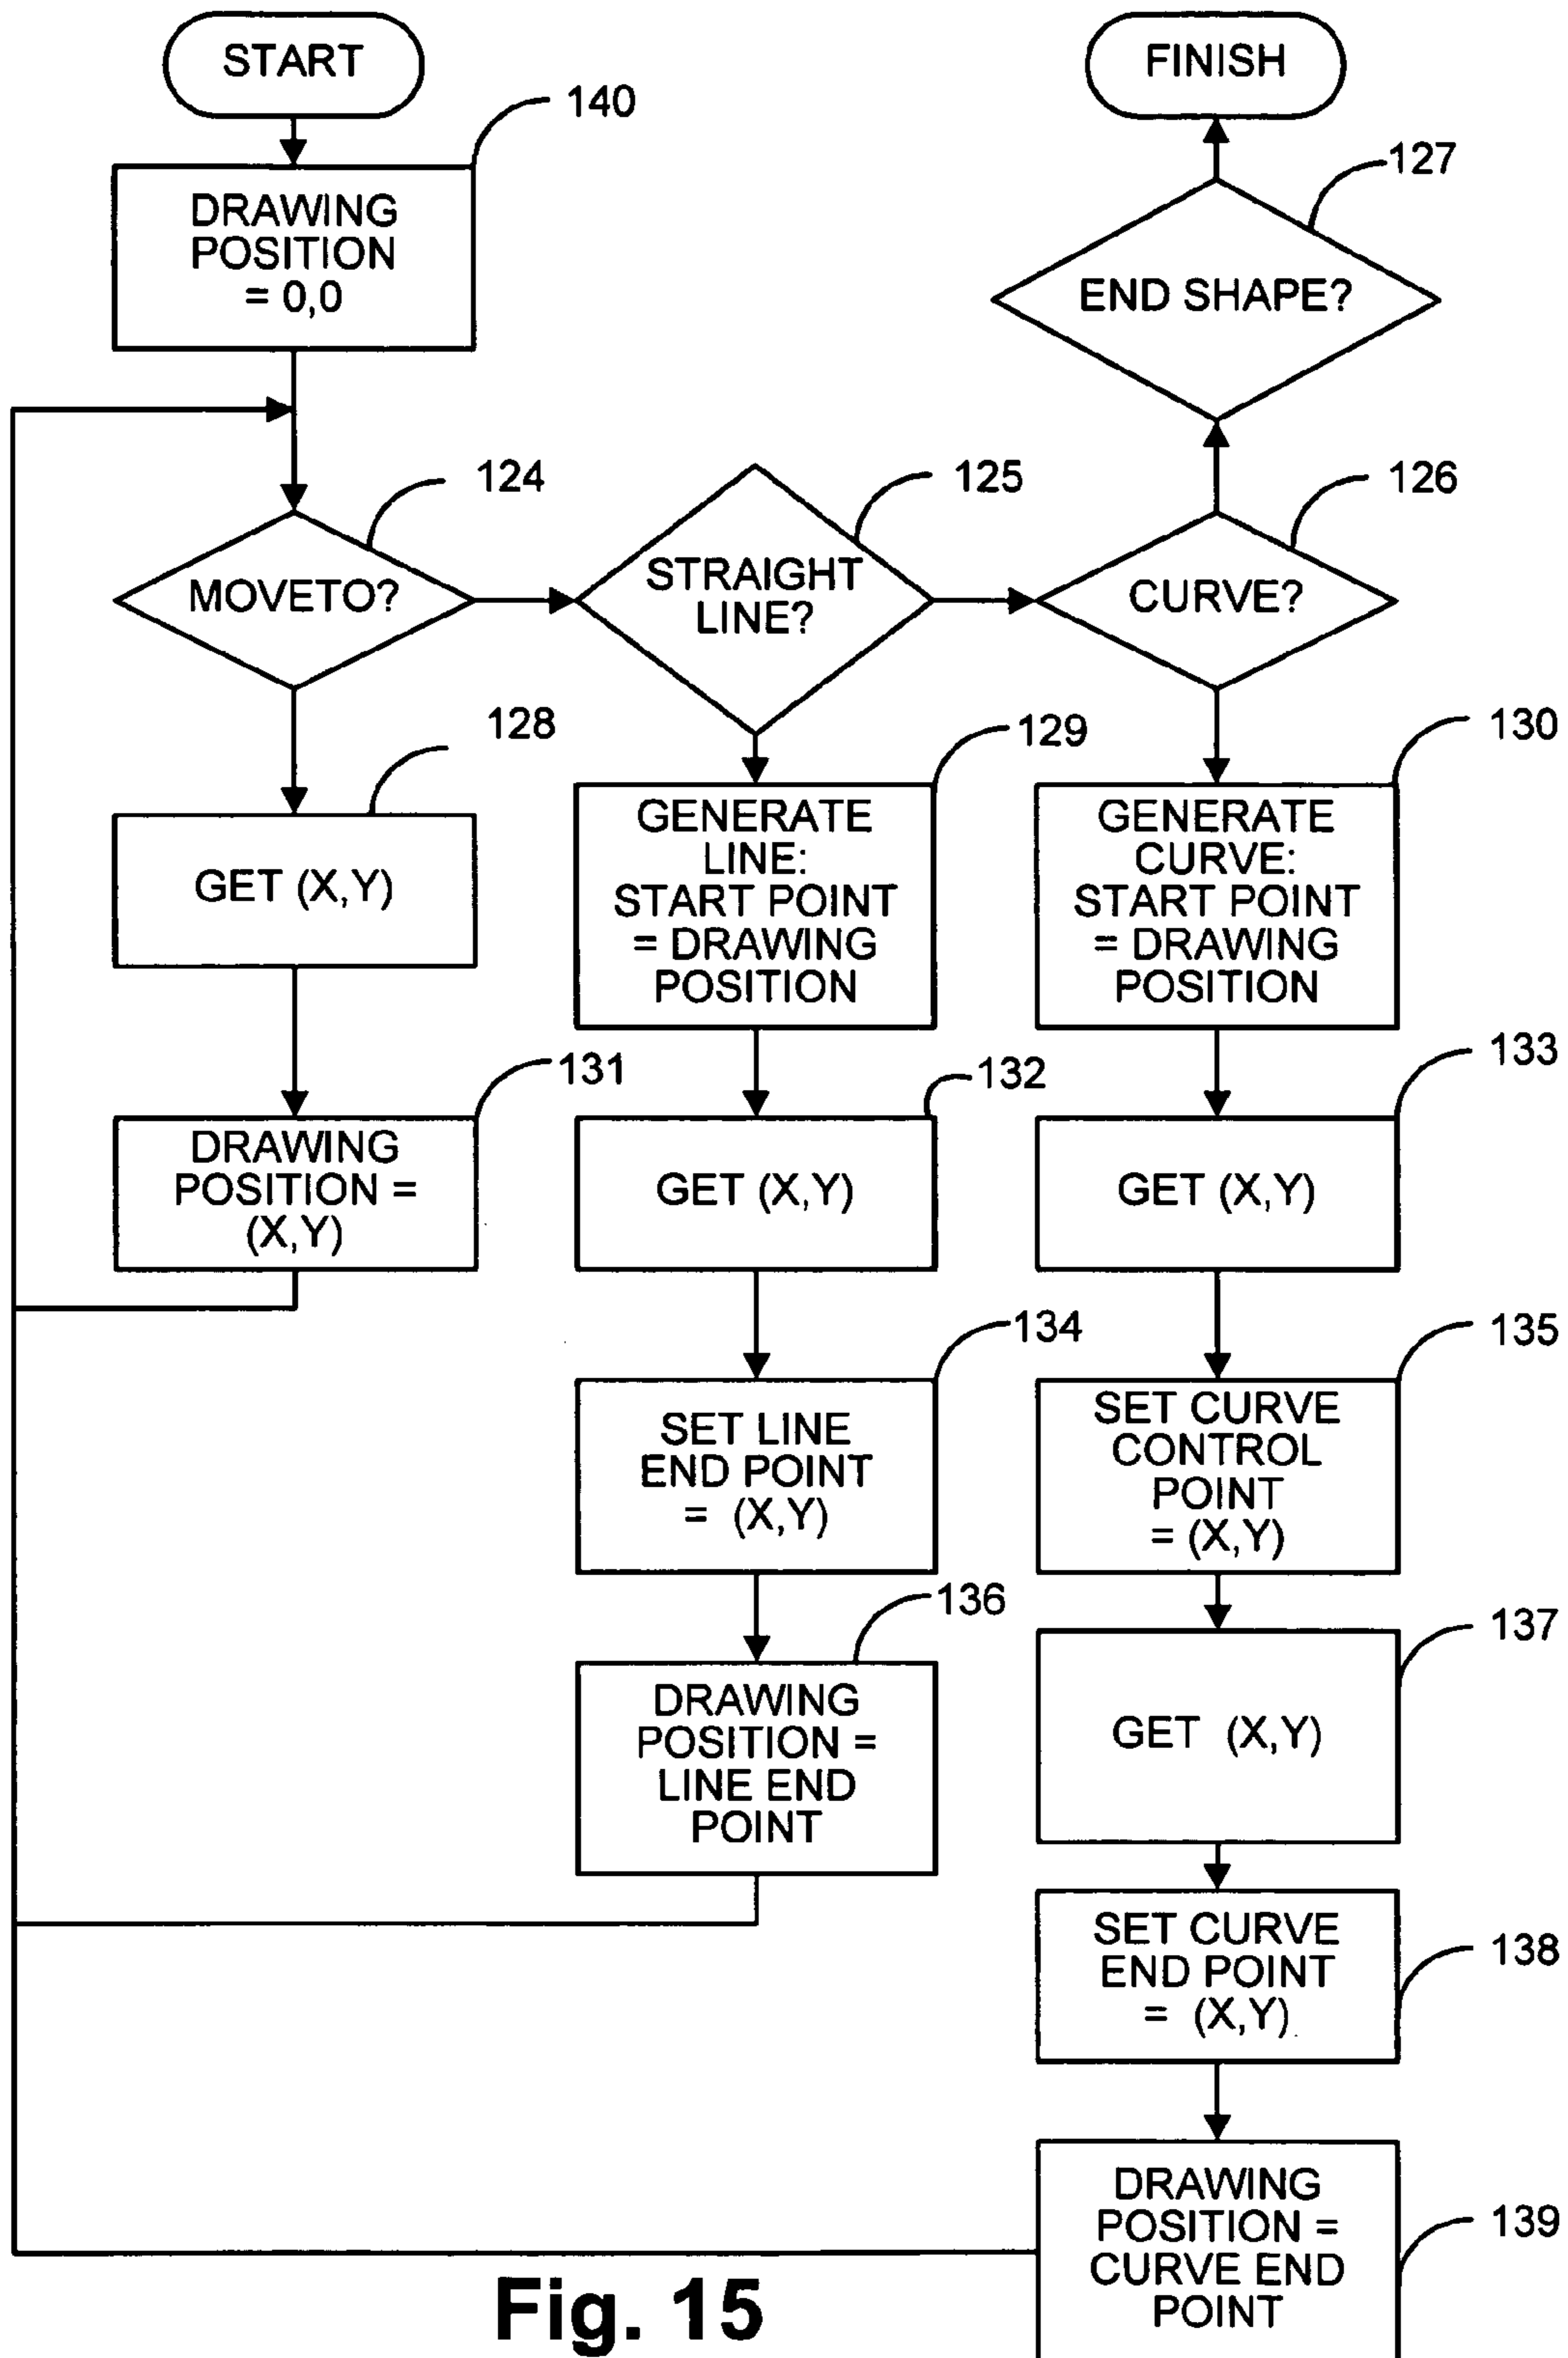 START
140
DRAWING
POSITION
= 0,0
FINISH
127
END SHAPE?
124
MOVETO?
125
STRAIGHT
LINE?
126
CURVE?
128
GET (X,Y)
131
DRAWING
POSITION =
(X,Y)
129
GENERATE
LINE:
START POINT
= DRAWING
POSITION
132
GET (X,Y)
134
SET LINE
END POINT
= (X,Y)
136
DRAWING
POSITION =
LINE END
POINT
130
GENERATE
CURVE:
START POINT
= DRAWING
POSITION
133
GET (X,Y)
135
SET CURVE
CONTROL
POINT
= (X,Y)
137
GET (X,Y)
138
SET CURVE
END POINT
= (X,Y)
139
DRAWING
POSITION =
CURVE END
POINT
Fig. 15